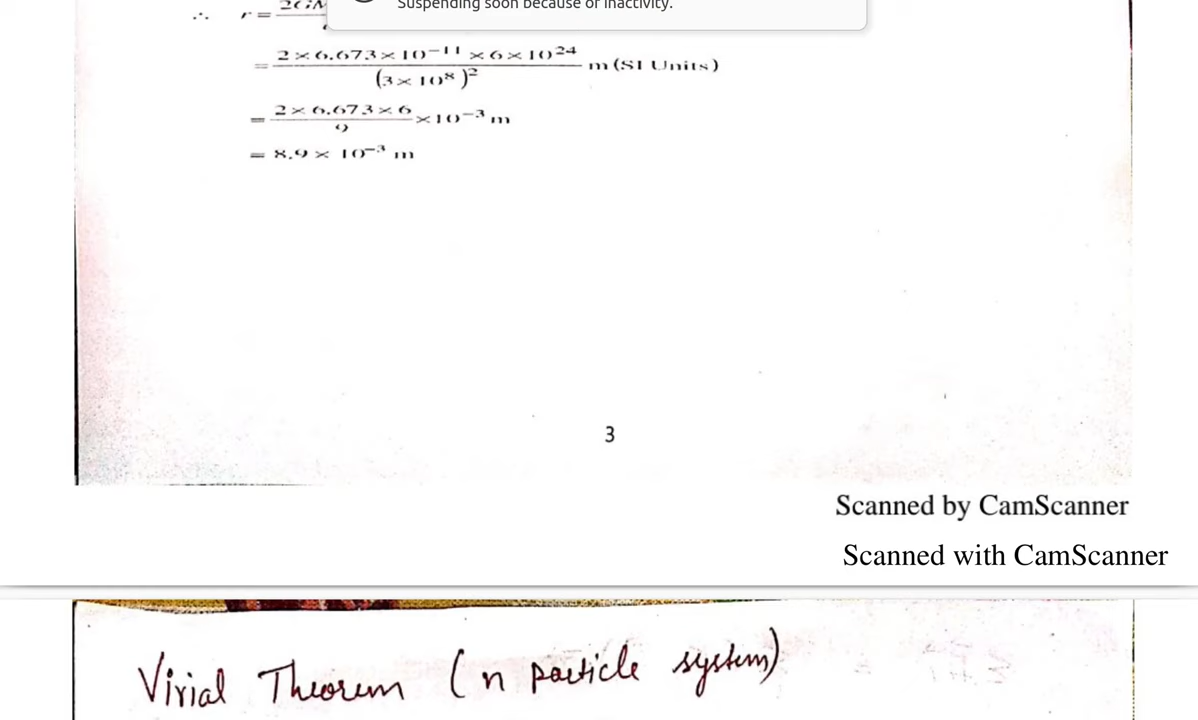 Suspending soon because of inactivity.
∴ r = 2GM
= 2 × 6.673 × 10⁻¹¹ × 6 × 10²⁴ / (3 × 10⁸)² m (SI Units)
= 2 × 6.673 × 6 / 9 × 10⁻³ m
= 8.9 × 10⁻³ m
3
Scanned by CamScanner
Scanned with CamScanner
Virial Theorem (n particle system)